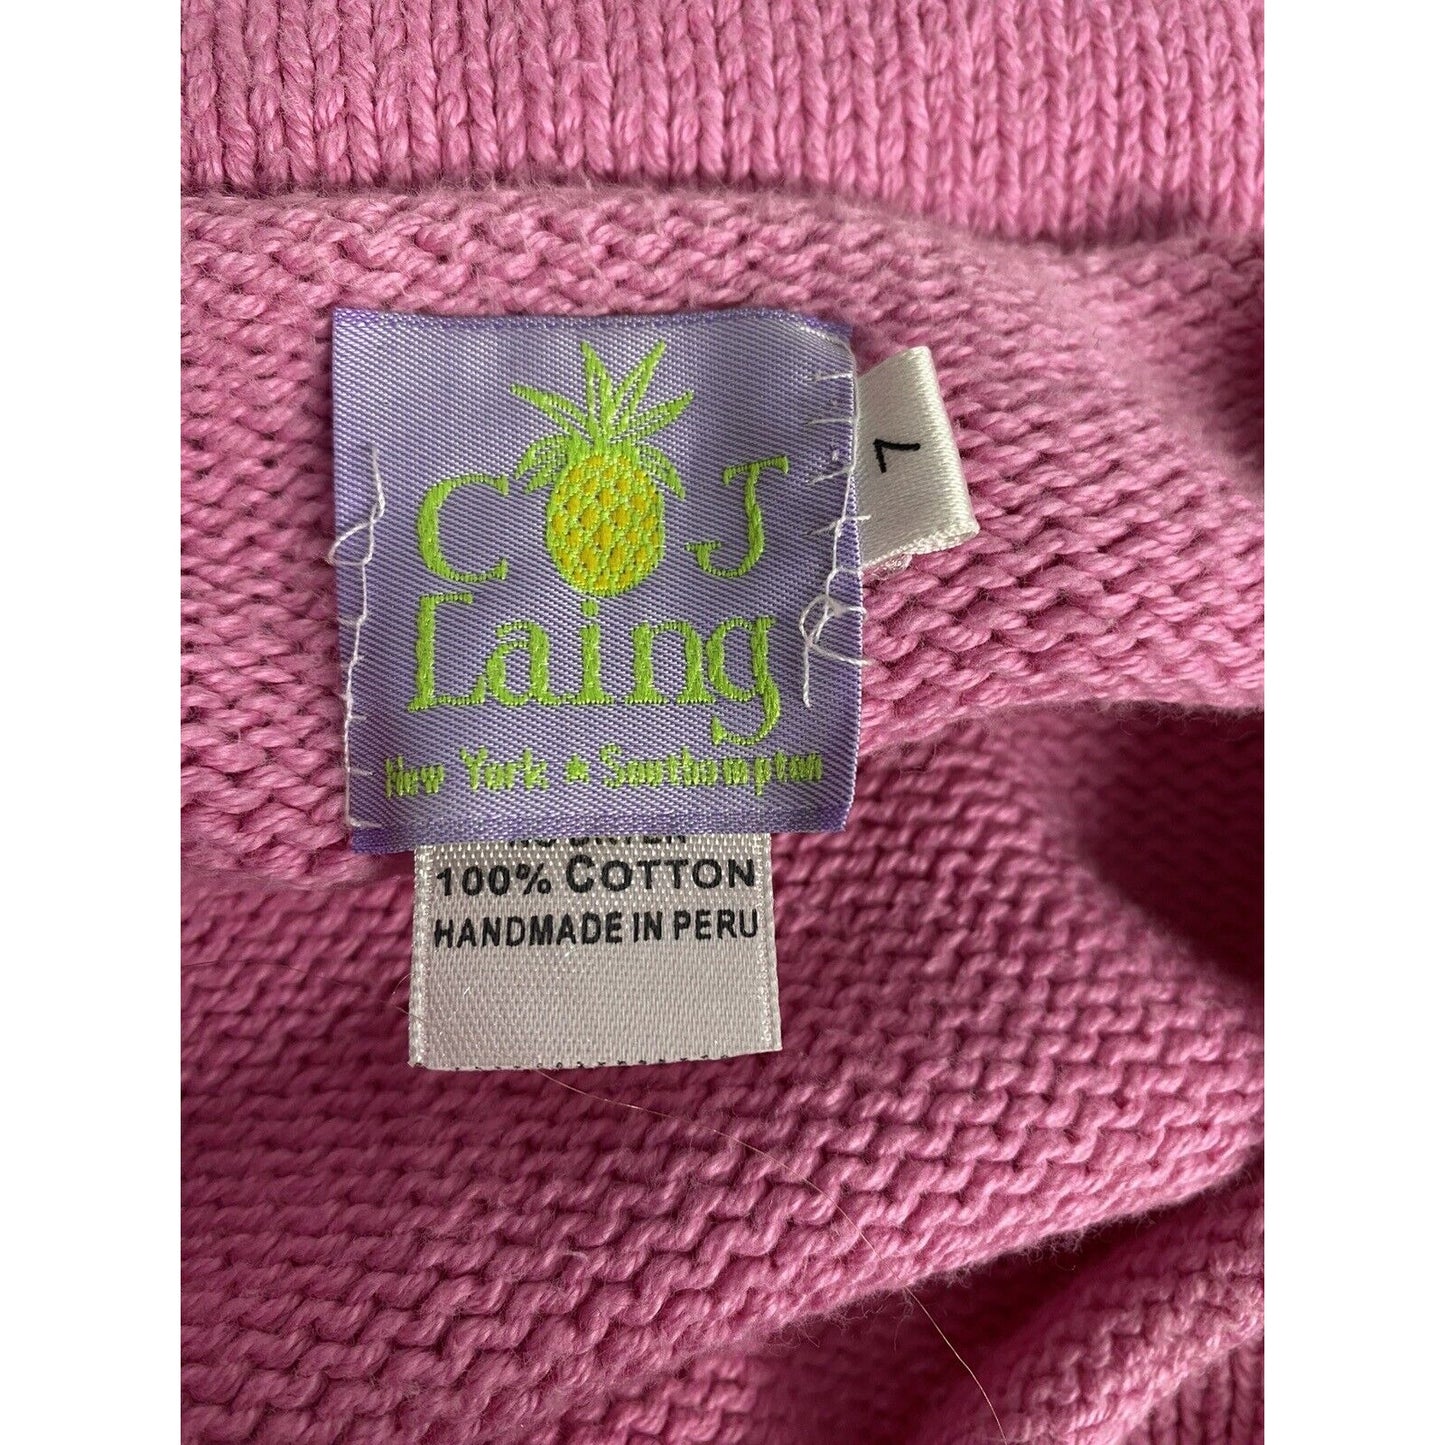 C J
Laing
New York ★ Southampton
100% COTTON
HANDMADE IN PERU